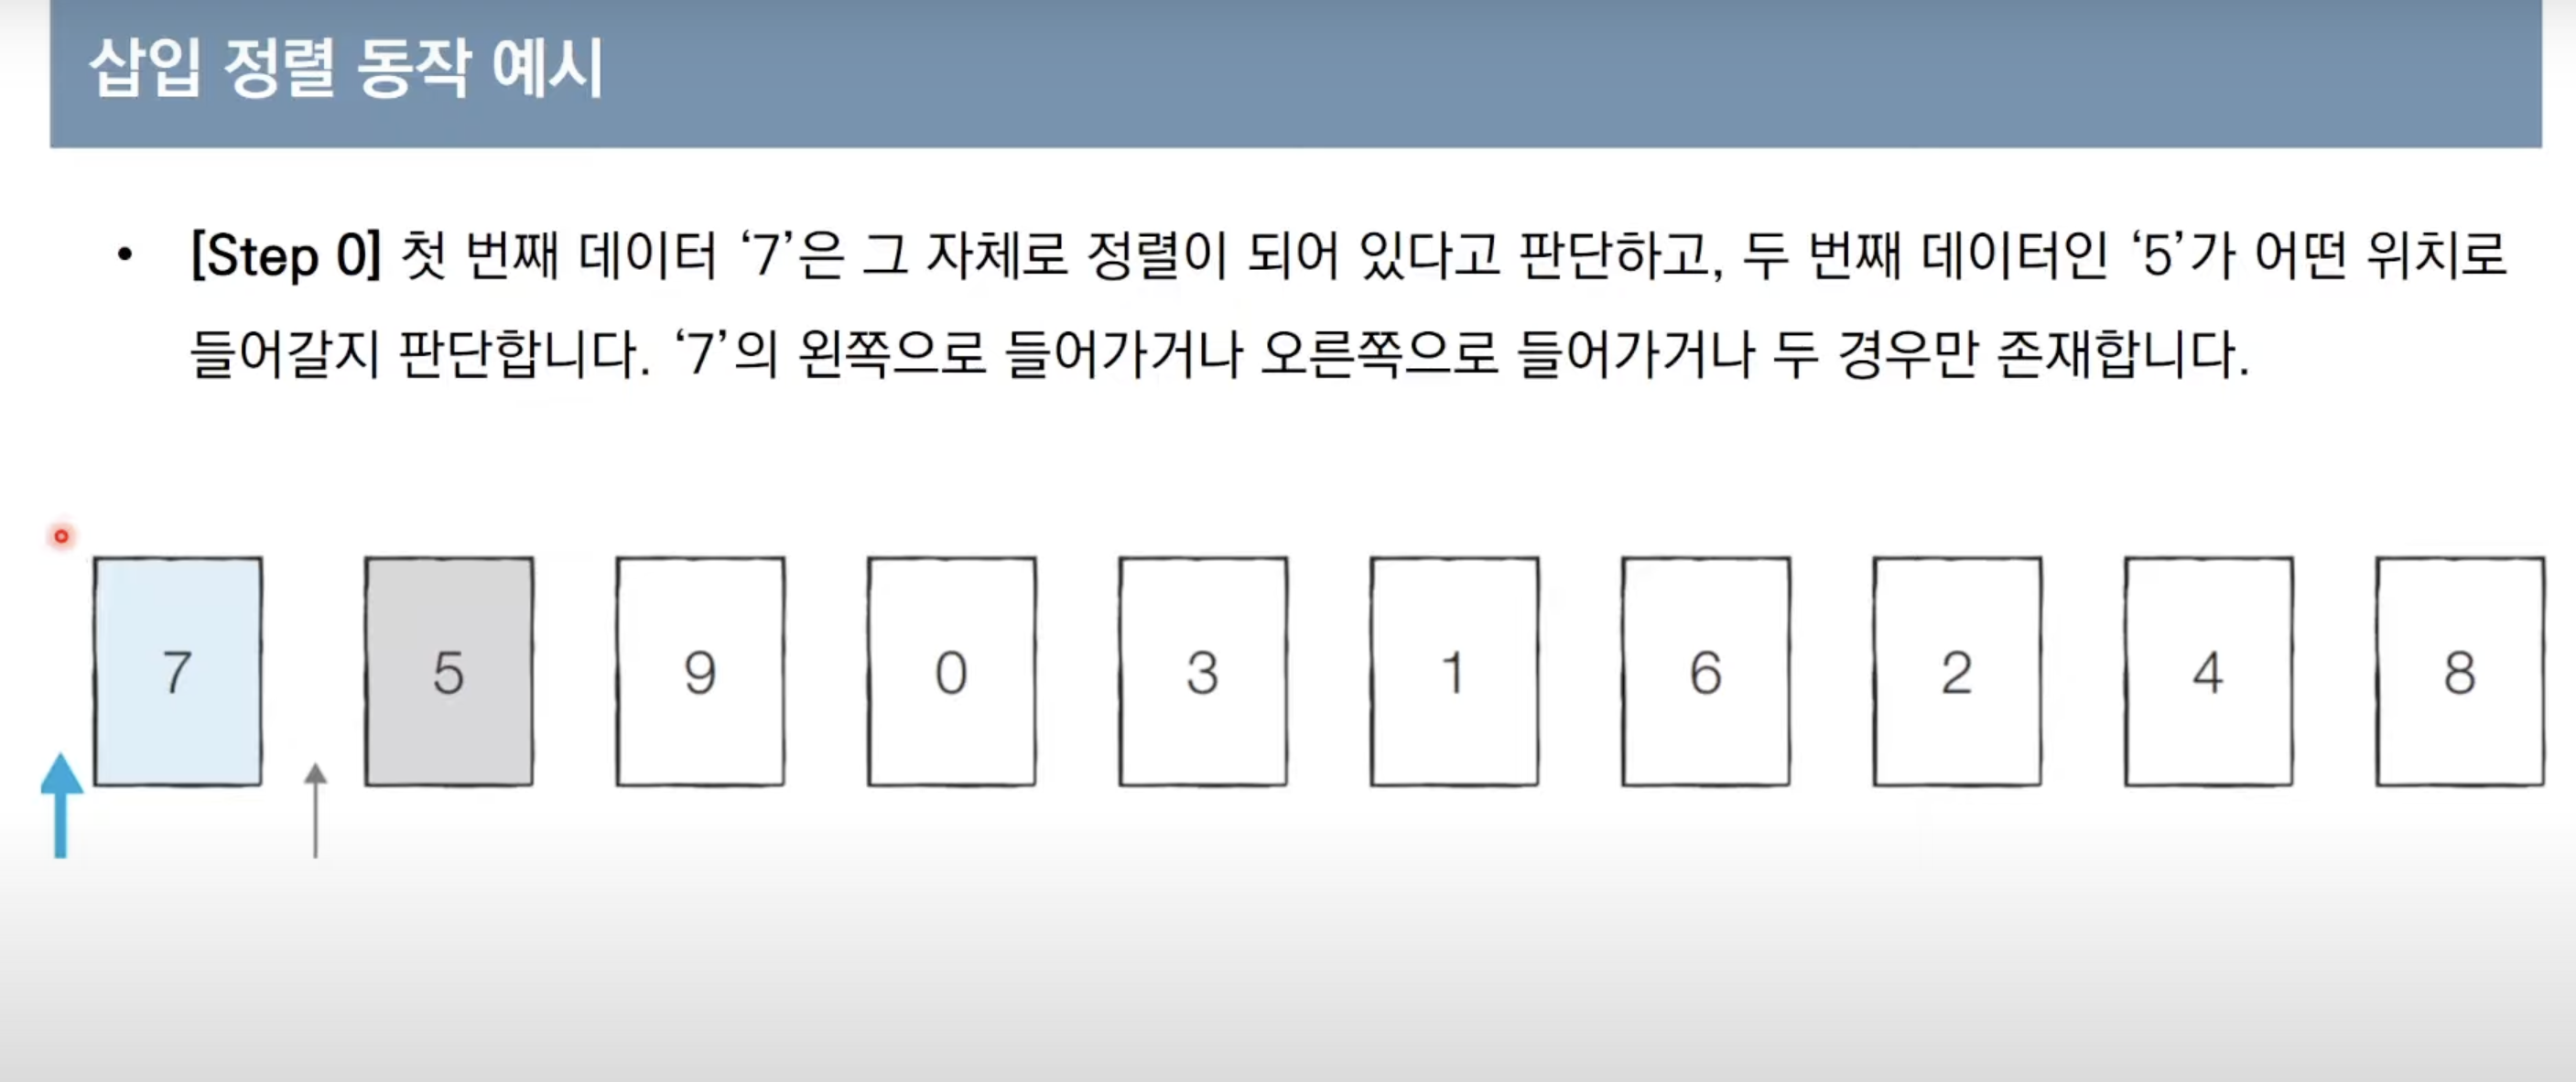 삽입 정렬 동작 예시
• [Step 0] 첫 번째 데이터 ‘7’은 그 자체로 정렬이 되어 있다고 판단하고, 두 번째 데이터인 ‘5’가 어떤 위치로
들어갈지 판단합니다. ‘7’의 왼쪽으로 들어가거나 오른쪽으로 들어가거나 두 경우만 존재합니다.
7 5 9 0 3 1 6 2 4 8